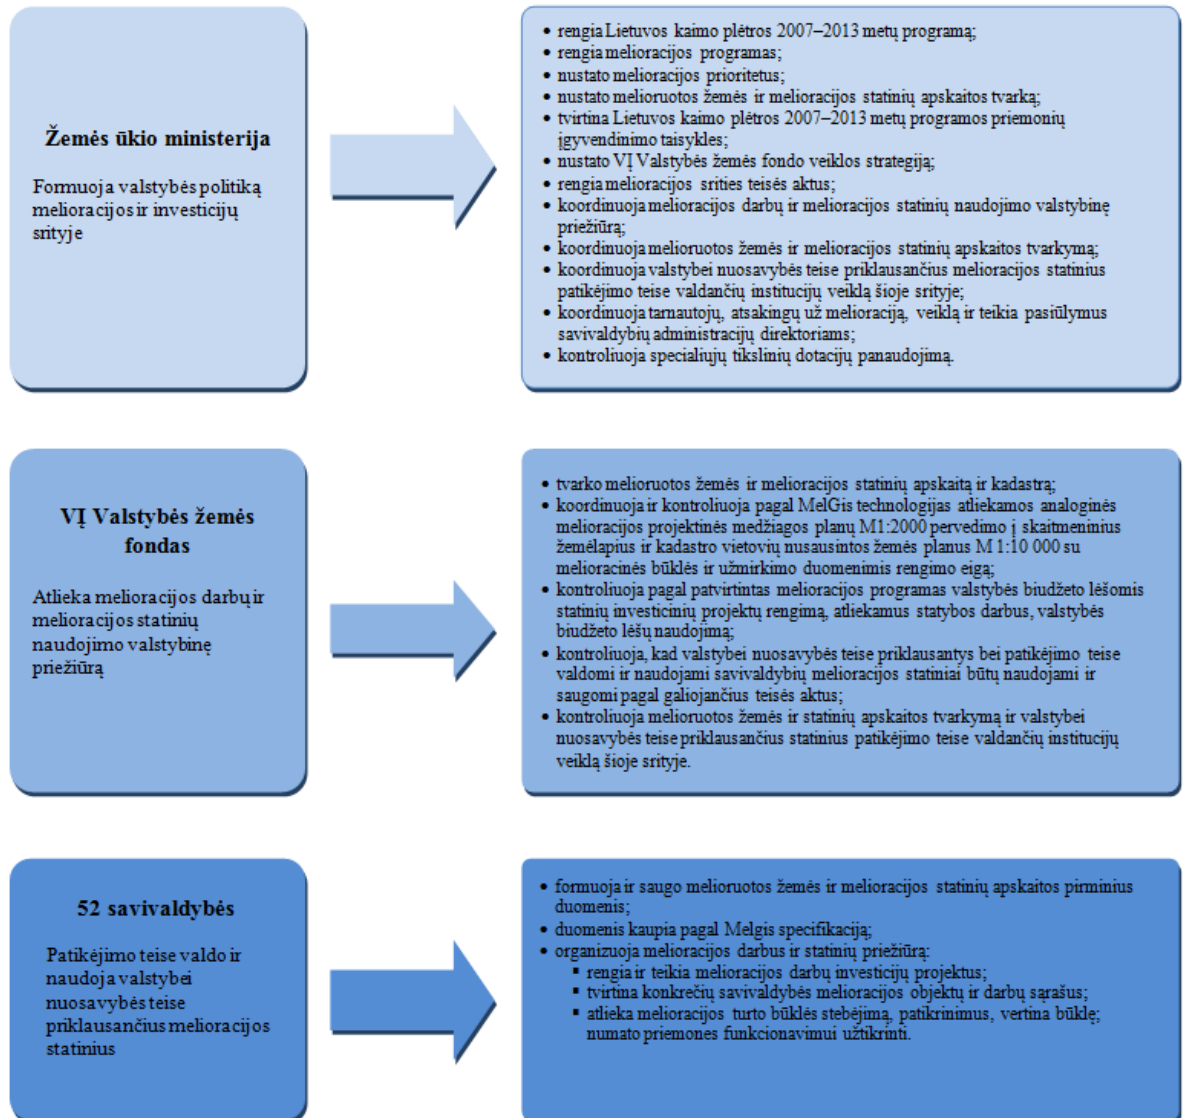 Žemės ūkio ministerija
Formuoja valstybės politiką
melioracijos ir investicijų
srityje
• rengia Lietuvos kaimo plėtros 2007–2013 metų programą;
• rengia melioracijos programas;
• nustato melioracijos prioritetus;
• nustato melioruotos žemės ir melioracijos statinių apskaitos tvarką;
• tvirtina Lietuvos kaimo plėtros 2007–2013 metų programos priemonių
įgyvendinimo taisykles;
• nustato VĮ Valstybės žemės fondo veiklos strategiją;
• rengia melioracijos srities teisės aktus;
• koordinuoja melioracijos darbų ir melioracijos statinių naudojimo valstybinę
priežiūrą;
• koordinuoja melioruotos žemės ir melioracijos statinių apskaitos tvarkymą;
• koordinuoja valstybei nuosavybės teise priklausančius melioracijos statinius
patikėjimo teise valdančių institucijų veiklą šioje srityje;
• koordinuoja tarnautojų, atsakingų už melioraciją, veiklą ir teikia pasiūlymus
savivaldybių administracijų direktoriams;
• kontroliuoja specialiųjų tikslinių dotacijų panaudojimą.
VĮ Valstybės žemės
fondas
Atlieka melioracijos darbų ir
melioracijos statinių
naudojimo valstybinę
priežiūrą
• tvarko melioruotos žemės ir melioracijos statinių apskaitą ir kadastrą;
• koordinuoja ir kontroliuoja pagal MelGis technologijas atliekamos analoginės
melioracijos projektinės medžiagos planų M1:2000 pervedimo į skaitmeninius
žemėlapius ir kadastro vietovių nusausintos žemės planus M 1:10 000 su
melioracinės būklės ir užmirkimo duomenimis rengimo eigą;
• kontroliuoja pagal patvirtintas melioracijos programas valstybės biudžeto lėšomis
statinių investicinių projektų rengimą, atliekamus statybos darbus, valstybės
biudžeto lėšų naudojimą;
• kontroliuoja, kad valstybei nuosavybės teise priklausantys bei patikėjimo teise
valdomi ir naudojami savivaldybių melioracijos statiniai būtų naudojami ir
saugomi pagal galiojančius teisės aktus;
• kontroliuoja melioruotos žemės ir statinių apskaitos tvarkymą ir valstybei
nuosavybės teise priklausančius statinius patikėjimo teise valdančių institucijų
veiklą šioje srityje.
52 savivaldybės
Patikėjimo teise valdo ir
naudoja valstybei
nuosavybės teise
priklausančius melioracijos
statinius
• formuoja ir saugo melioruotos žemės ir melioracijos statinių apskaitos pirminius
duomenis;
• duomenis kaupia pagal Melgis specifikaciją;
• organizuoja melioracijos darbus ir statinių priežiūrą:
▪ rengia ir teikia melioracijos darbų investicijų projektus;
▪ tvirtina konkrečių savivaldybės melioracijos objektų ir darbų sąrašus;
▪ atlieka melioracijos turto būklės stebėjimą, patikrinimus, vertina būklę;
numato priemones funkcionavimui užtikrinti.